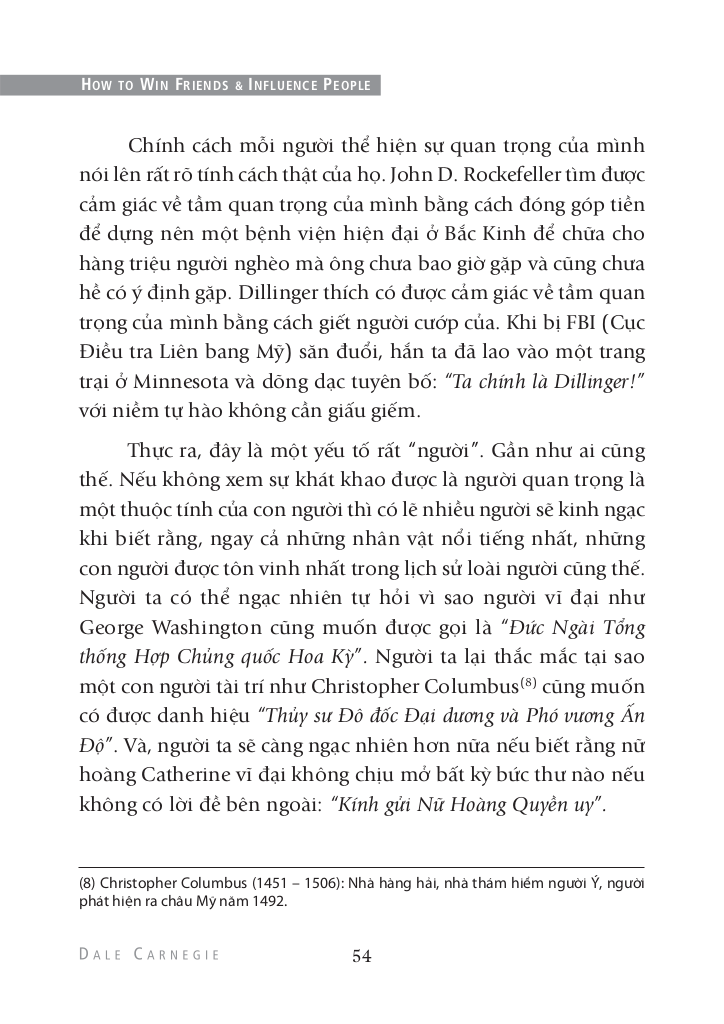 HOW TO WIN FRIENDS & INFLUENCE PEOPLE
Chính cách mỗi người thể hiện sự quan trọng của mình
nói lên rất rõ tính cách thật của họ. John D. Rockefeller tìm được
cảm giác về tầm quan trọng của mình bằng cách đóng góp tiền
để dựng nên một bệnh viện hiện đại ở Bắc Kinh để chữa cho
hàng triệu người nghèo mà ông chưa bao giờ gặp và cũng chưa
hề có ý định gặp. Dillinger thích có được cảm giác về tầm quan
trọng của mình bằng cách giết người cướp của. Khi bị FBI (Cục
Điều tra Liên bang Mỹ) săn đuổi, hắn ta đã lao vào một trang
trại ở Minnesota và dõng dạc tuyên bố: “Ta chính là Dillinger!”
với niềm tự hào không cần giấu giếm.
Thực ra, đây là một yếu tố rất “người”. Gần như ai cũng
thế. Nếu không xem sự khát khao được là người quan trọng là
một thuộc tính của con người thì có lẽ nhiều người sẽ kinh ngạc
khi biết rằng, ngay cả những nhân vật nổi tiếng nhất, những
con người được tôn vinh nhất trong lịch sử loài người cũng thế.
Người ta có thể ngạc nhiên tự hỏi vì sao người vĩ đại như
George Washington cũng muốn được gọi là “Đức Ngài Tổng
thống Hợp Chủng quốc Hoa Kỳ”. Người ta lại thắc mắc tại sao
một con người tài trí như Christopher Columbus(8) cũng muốn
có được danh hiệu “Thủy sư Đô đốc Đại dương và Phó vương Ấn
Độ”. Và, người ta sẽ càng ngạc nhiên hơn nữa nếu biết rằng nữ
hoàng Catherine vĩ đại không chịu mở bất kỳ bức thư nào nếu
không có lời đề bên ngoài: “Kính gửi Nữ Hoàng Quyền uy”.
(8) Christopher Columbus (1451 – 1506): Nhà hàng hải, nhà thám hiểm người Ý, người
phát hiện ra châu Mỹ năm 1492.
DALE CARNEGIE 54